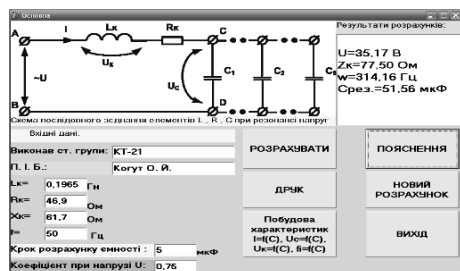 Основна
Результати розрахунків:
A I Lк Rк C
Uк
~U Uc C₁ C₂ C₆
B D
Схема послідовного зєднання елементів L , R , C при резонансі напруг
U=35,17 В
Zк=77,50 Ом
w=314,16 Гц
Cрез.=51,56 мкФ
Вхідні дані:
Виконав ст. групи: КТ-21
П. І. Б.: Когут О. Й.
Lк= 0,1965 Гн
Rк= 46,9 Ом
Xк= 61,7 Ом
f= 50 Гц
Крок розрахунку ємності : 5 мкФ
Коефіцієнт при напрузі U: 0,75
РОЗРАХУВАТИ
ДРУК
Побудова
характеристик
I=f(C), Uc=f(C),
Uк=f(C), fi=f(C)
ПОЯСНЕННЯ
НОВИЙ
РОЗРАХУНОК
ВИХІД